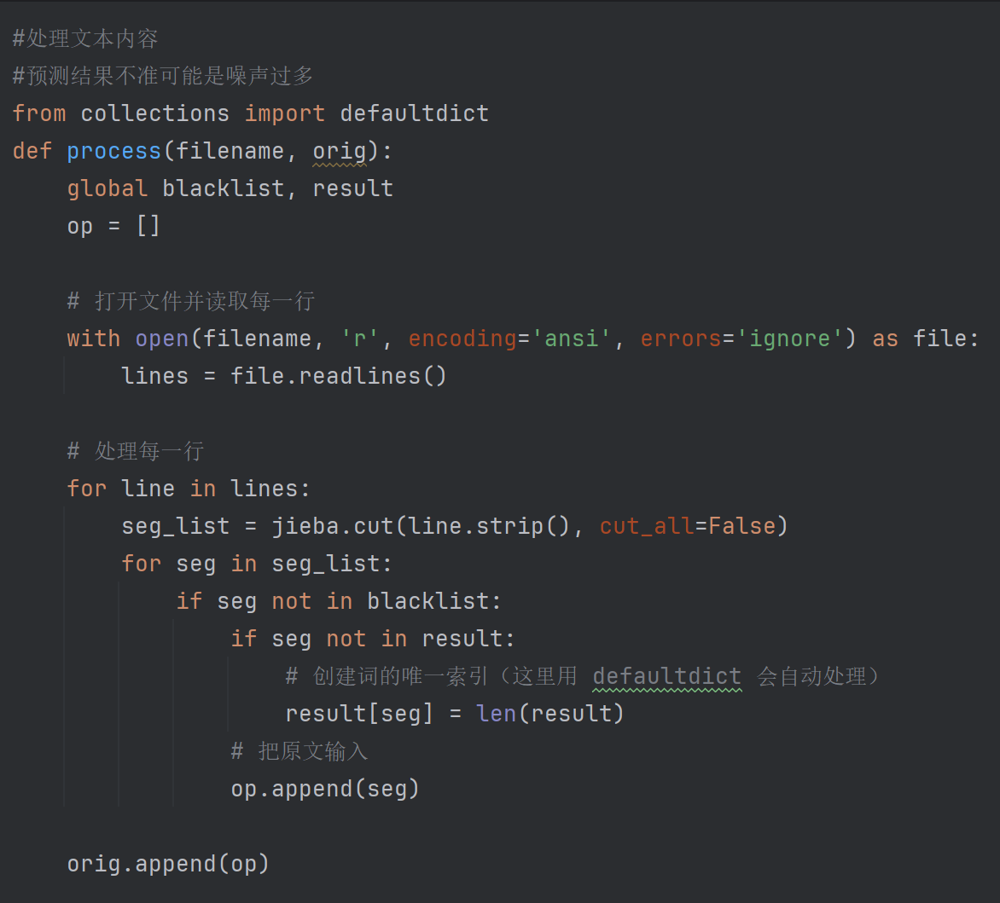 #处理文本内容
#预测结果不准可能是噪声过多
from collections import defaultdict
def process(filename, orig):
    global blacklist, result
    op = []

    # 打开文件并读取每一行
    with open(filename, 'r', encoding='ansi', errors='ignore') as file:
        lines = file.readlines()

    # 处理每一行
    for line in lines:
        seg_list = jieba.cut(line.strip(), cut_all=False)
        for seg in seg_list:
            if seg not in blacklist:
                if seg not in result:
                    # 创建词的唯一索引（这里用 defaultdict 会自动处理）
                    result[seg] = len(result)
                # 把原文输入
                op.append(seg)

    orig.append(op)